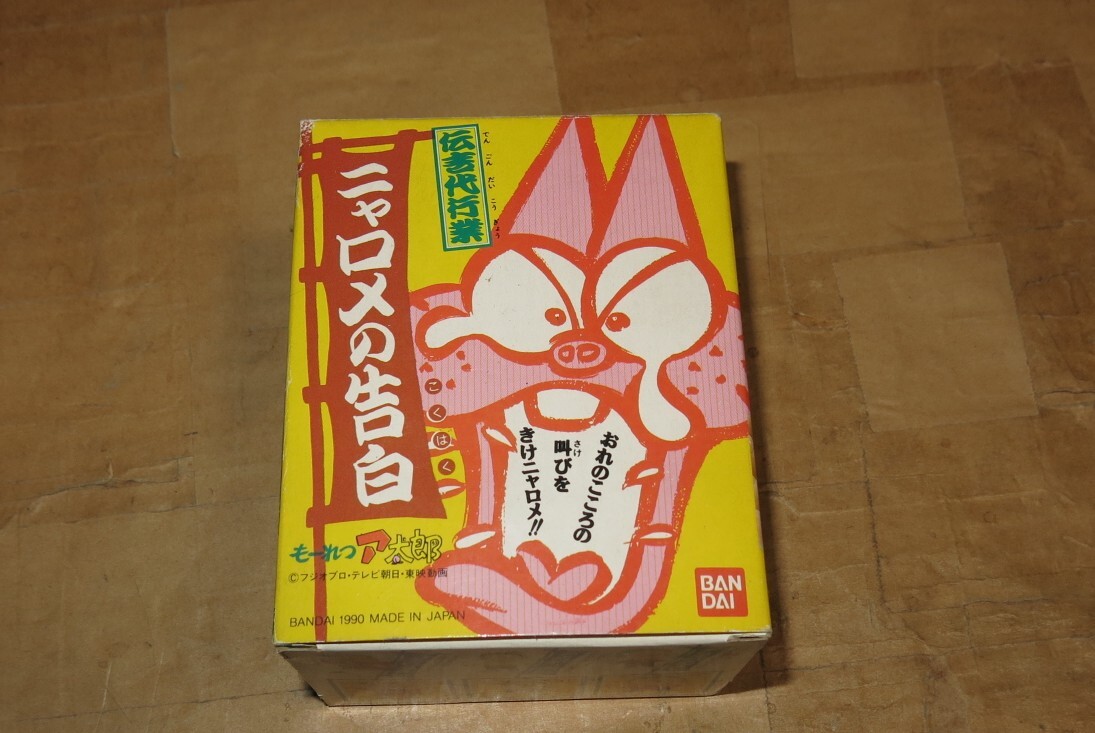 伝言代行業
でんごんだいこうぎょう
ニャロメの告白
こくはく
おれのこころの
叫びを
さけ
きけニャロメ!!
もーれつア太郎
©フジオプロ・テレビ朝日・東映動画
BANDAI 1990 MADE IN JAPAN
BAN
DAI